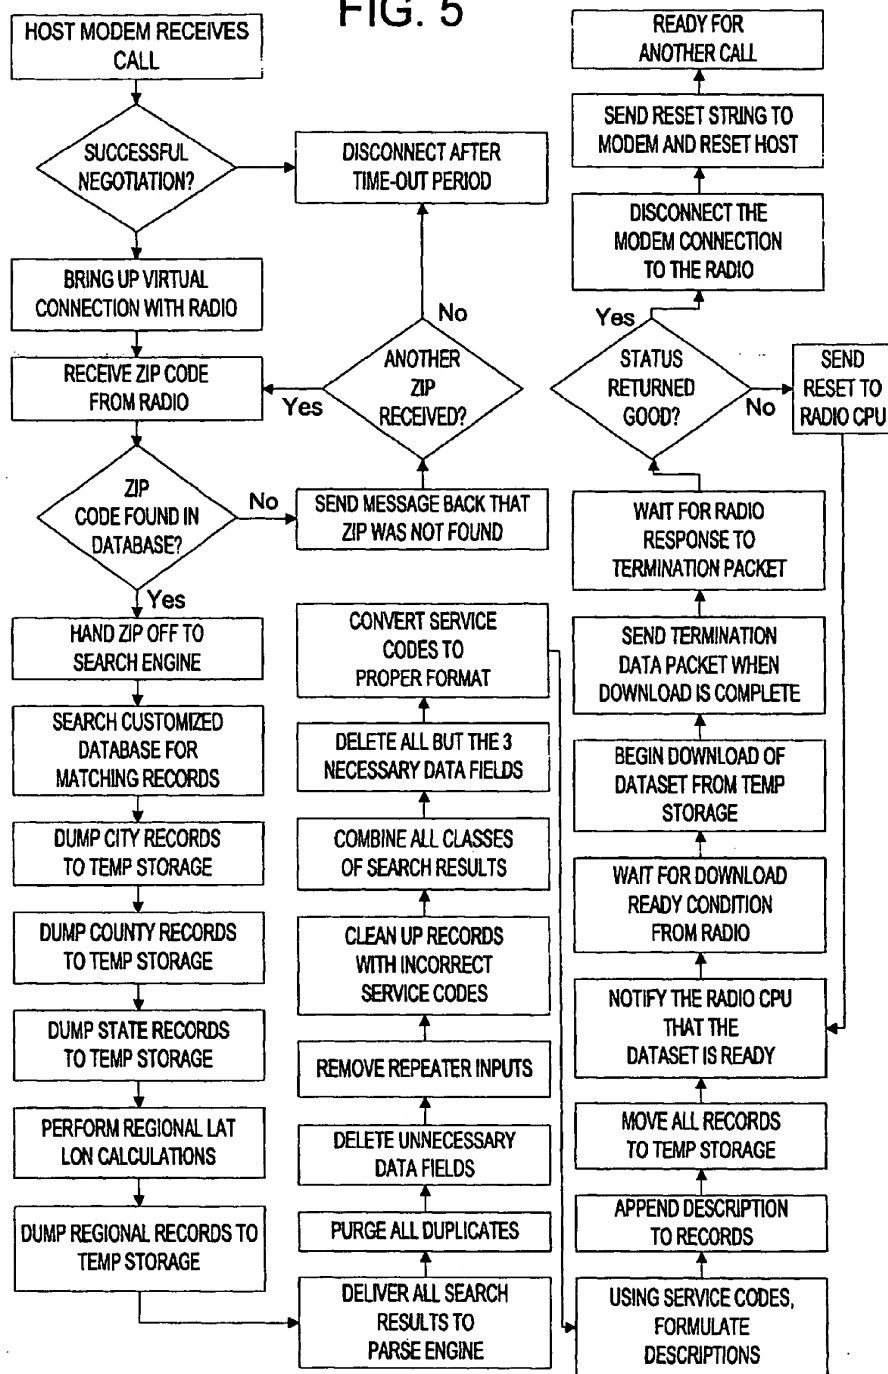 FIG. 5
HOST MODEM RECEIVES
CALL
SUCCESSFUL
NEGOTIATION?
DISCONNECT AFTER
TIME-OUT PERIOD
BRING UP VIRTUAL
CONNECTION WITH RADIO
RECEIVE ZIP CODE
FROM RADIO
Yes
ANOTHER
ZIP
RECEIVED?
No
ZIP
CODE FOUND IN
DATABASE?
No
SEND MESSAGE BACK THAT
ZIP WAS NOT FOUND
Yes
HAND ZIP OFF TO
SEARCH ENGINE
SEARCH CUSTOMIZED
DATABASE FOR
MATCHING RECORDS
DUMP CITY RECORDS
TO TEMP STORAGE
DUMP COUNTY RECORDS
TO TEMP STORAGE
DUMP STATE RECORDS
TO TEMP STORAGE
PERFORM REGIONAL LAT
LON CALCULATIONS
DUMP REGIONAL RECORDS TO
TEMP STORAGE
DELIVER ALL SEARCH
RESULTS TO
PARSE ENGINE
PURGE ALL DUPLICATES
DELETE UNNECESSARY
DATA FIELDS
REMOVE REPEATER INPUTS
CLEAN UP RECORDS
WITH INCORRECT
SERVICE CODES
COMBINE ALL CLASSES
OF SEARCH RESULTS
DELETE ALL BUT THE 3
NECESSARY DATA FIELDS
CONVERT SERVICE
CODES TO
PROPER FORMAT
USING SERVICE CODES,
FORMULATE
DESCRIPTIONS
APPEND DESCRIPTION
TO RECORDS
MOVE ALL RECORDS
TO TEMP STORAGE
NOTIFY THE RADIO CPU
THAT THE
DATASET IS READY
WAIT FOR DOWNLOAD
READY CONDITION
FROM RADIO
BEGIN DOWNLOAD OF
DATASET FROM TEMP
STORAGE
SEND TERMINATION
DATA PACKET WHEN
DOWNLOAD IS COMPLETE
WAIT FOR RADIO
RESPONSE TO
TERMINATION PACKET
STATUS
RETURNED
GOOD?
No
SEND
RESET TO
RADIO CPU
Yes
DISCONNECT THE
MODEM CONNECTION
TO THE RADIO
SEND RESET STRING TO
MODEM AND RESET HOST
READY FOR
ANOTHER CALL